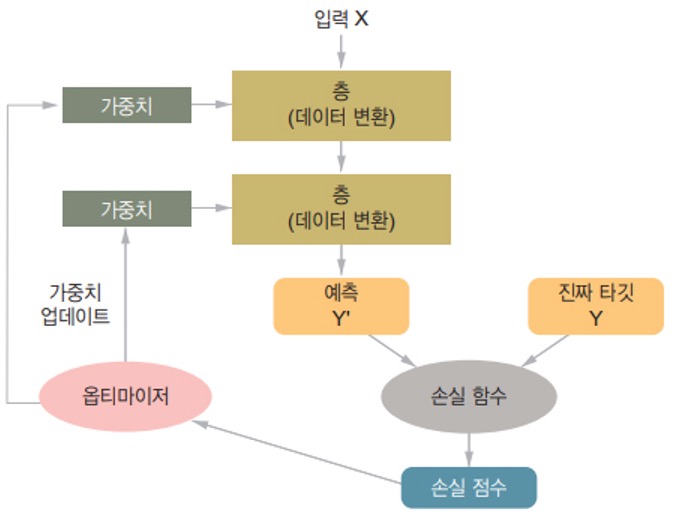 입력 X
가중치
층
(데이터 변환)
가중치
층
(데이터 변환)
가중치
업데이트
예측
Y'
진짜 타깃
Y
옵티마이저
손실 함수
손실 점수